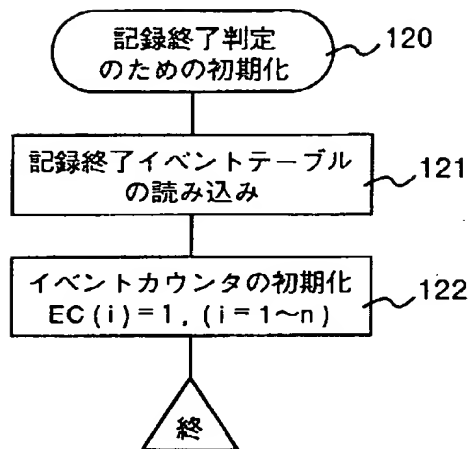 記録終了判定
のための初期化
120
記録終了イベントテーブル
の読み込み
121
イベントカウンタの初期化
EC(i)=1, (i=1~n)
122
終